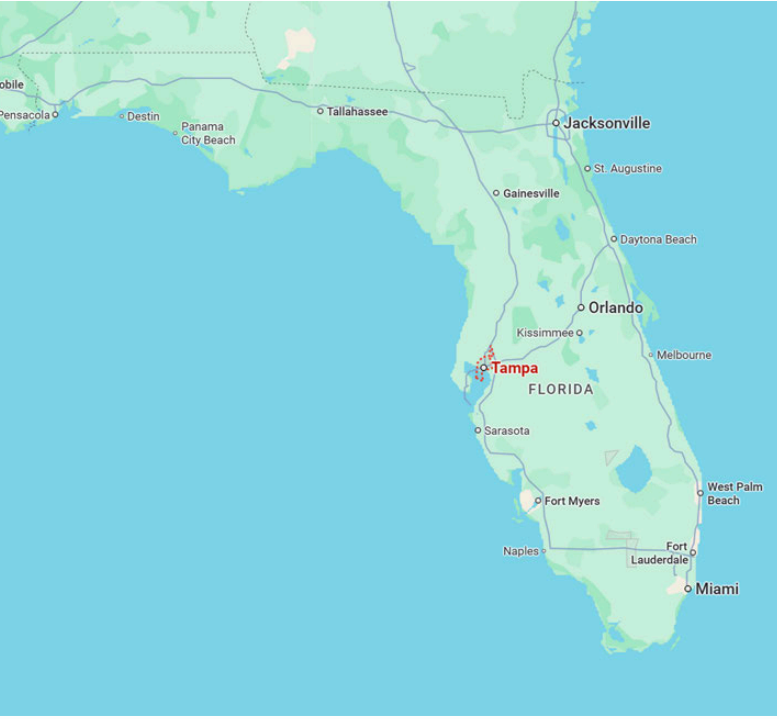 obile
Pensacola
Destin
Panama
City Beach
Tallahassee
Jacksonville
St. Augustine
Gainesville
Daytona Beach
Orlando
Kissimmee
Melbourne
Tampa
FLORIDA
Sarasota
West Palm
Beach
Fort Myers
Naples
Fort
Lauderdale
Miami